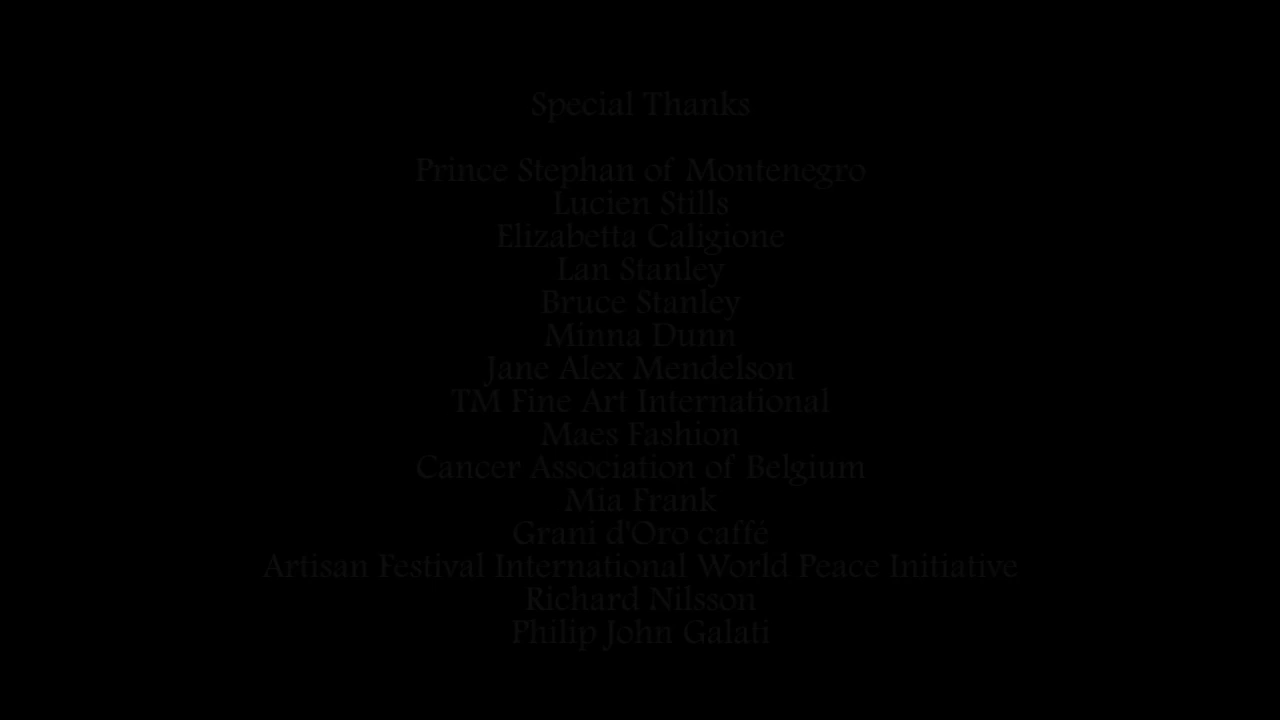 Special Thanks
Prince Stephan of Montenegro
Lucien Stills
Elizabetta Caligione
Lan Stanley
Bruce Stanley
Minna Dunn
Jane Alex Mendelson
TM Fine Art International
Maes Fashion
Cancer Association of Belgium
Mia Frank
Grani d'Oro caffé
Artisan Festival International World Peace Initiative
Richard Nilsson
Philip John Galati